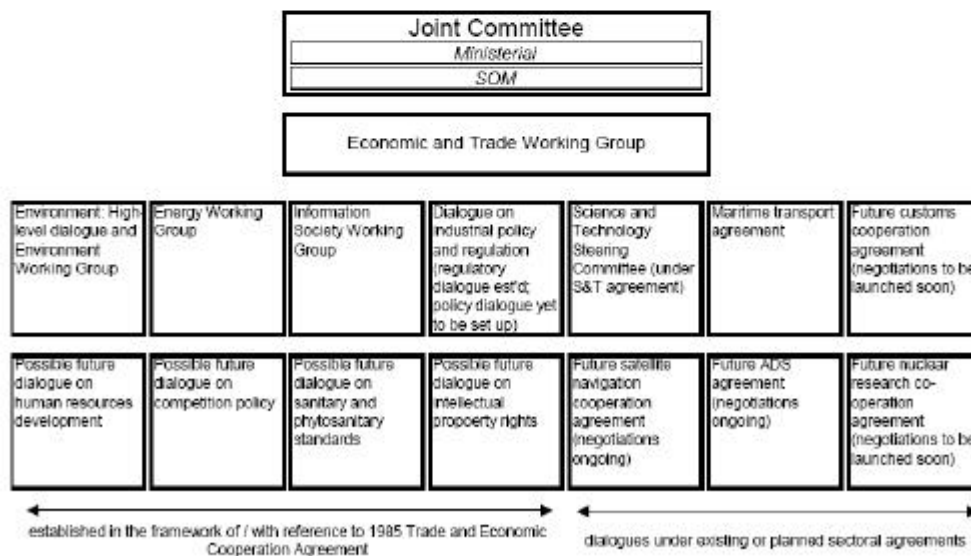 Joint Committee
Ministerial
SOM
Economic and Trade Working Group
Environment: High-
level dialogue and
Environment
Working Group
Energy Working
Group
Information
Society Working
Group
Dialogue on
industrial policy
and regulation
(regulatory
dialogue est'd;
policy dialogue yet
to be set up)
Science and
Technology
Steering
Committee (under
S&T agreement)
Maritime transport
agreement
Future customs
cooperation
agreement
(negotiations to be
launched soon)
Possible future
dialogue on
human resources
development
Possible future
dialogue on
competition policy
Possible future
dialogue on
sanitary and
phytosanitary
standards
Possible future
dialogue on
intellectual
propoerty rights
Future satellite
navigation
cooperation
agreement
(negotiations
ongoing)
Future ADS
agreement
(negotiations
ongoing)
Future nuclear
research co-
operation
agreement
(negotiations to be
launched soon)
established in the framework of / with reference to 1985 Trade and Economic
Cooperation Agreement
dialogues under existing or planned sectoral agreements